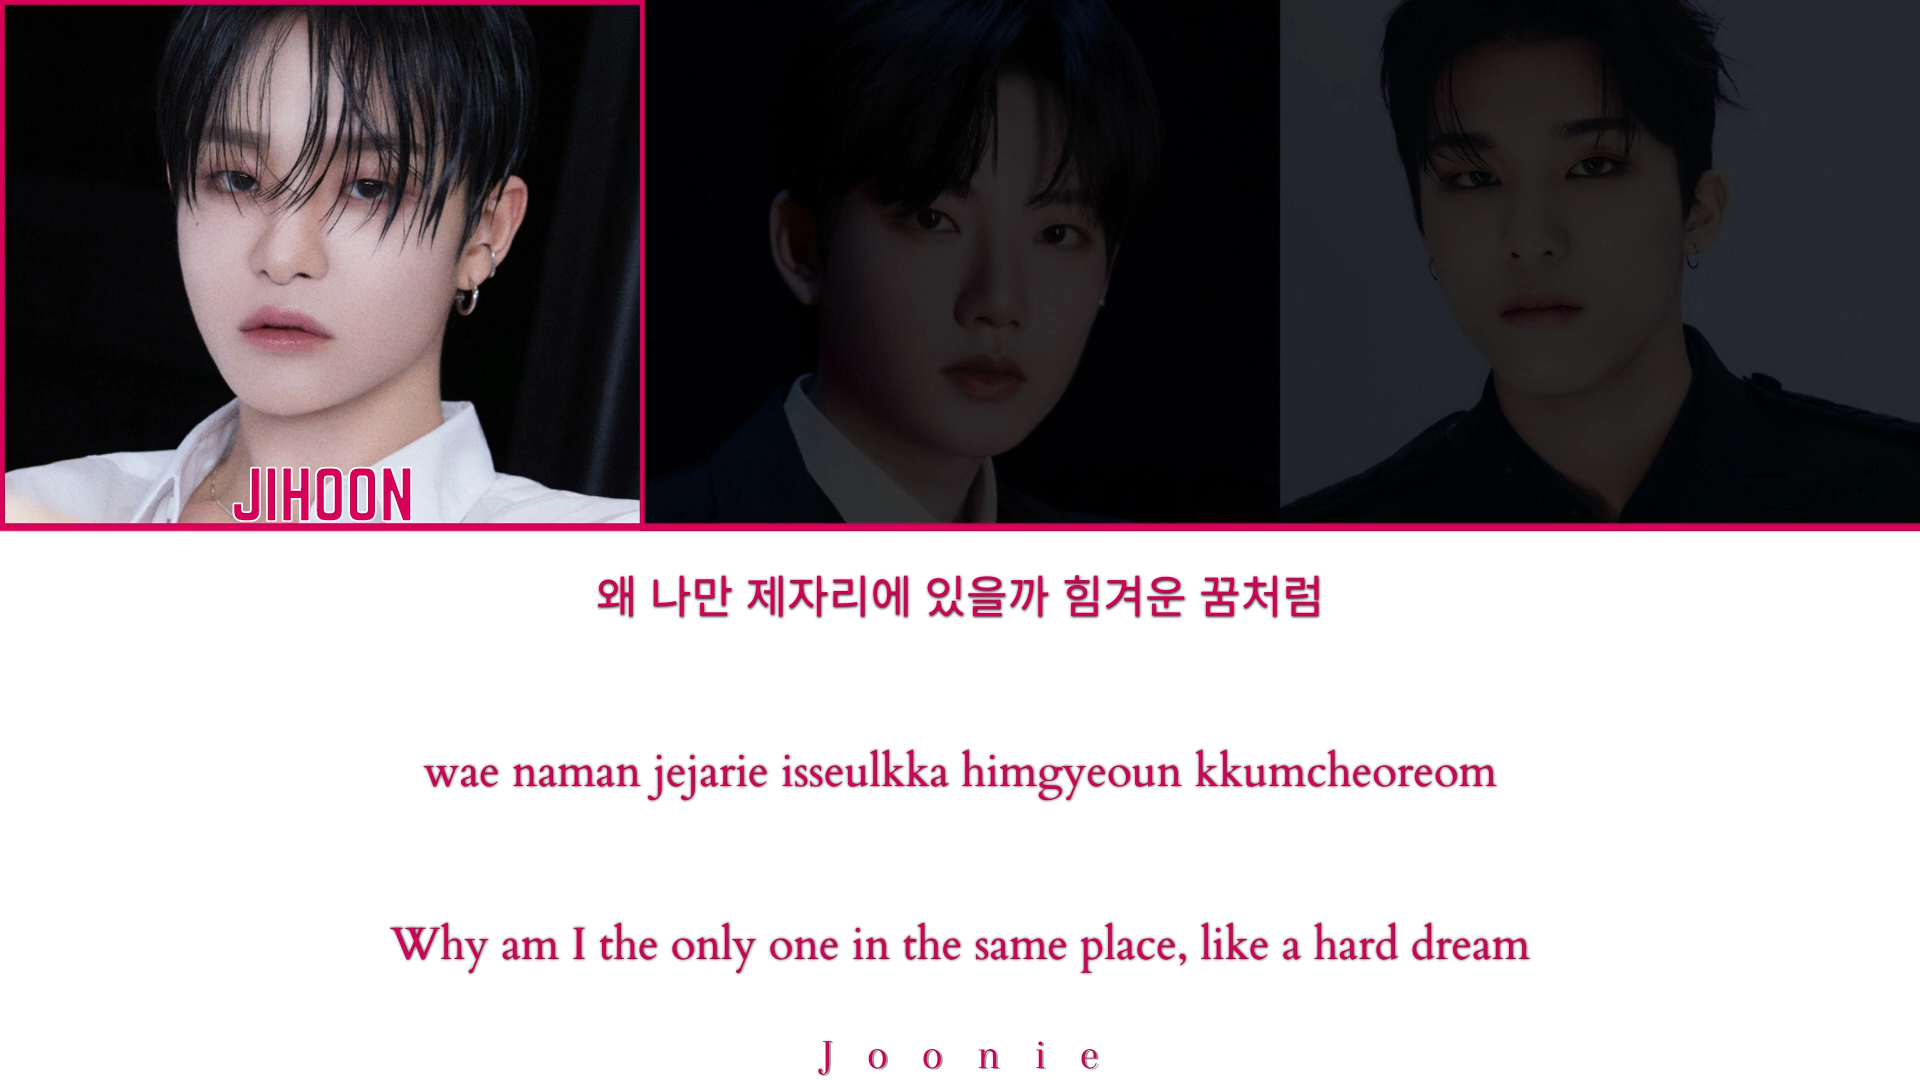 JIHOON
왜 나만 제자리에 있을까 힘겨운 꿈처럼
wae naman jejarie isseulkka himgyeoun kkumcheoreom
Why am I the only one in the same place, like a hard dream
Joonie